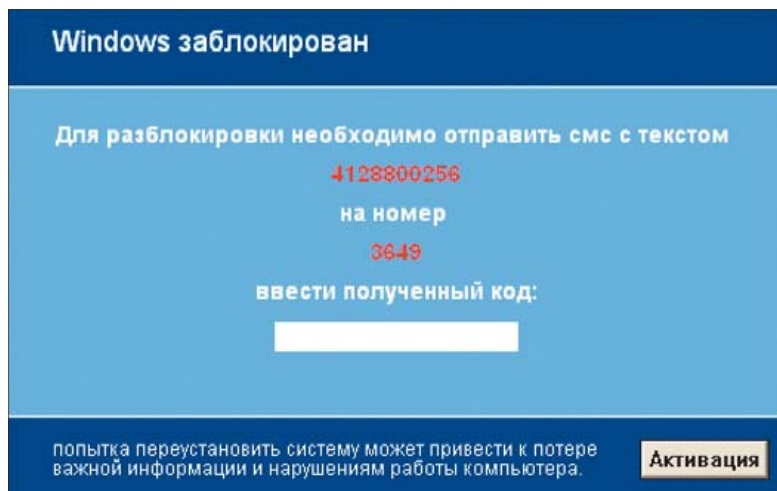 Windows заблокирован
Для разблокировки необходимо отправить смс с текстом
4128800256
на номер
3649
ввести полученный код:
попытка переустановить систему может привести к потере
важной информации и нарушениям работы компьютера.
Активация